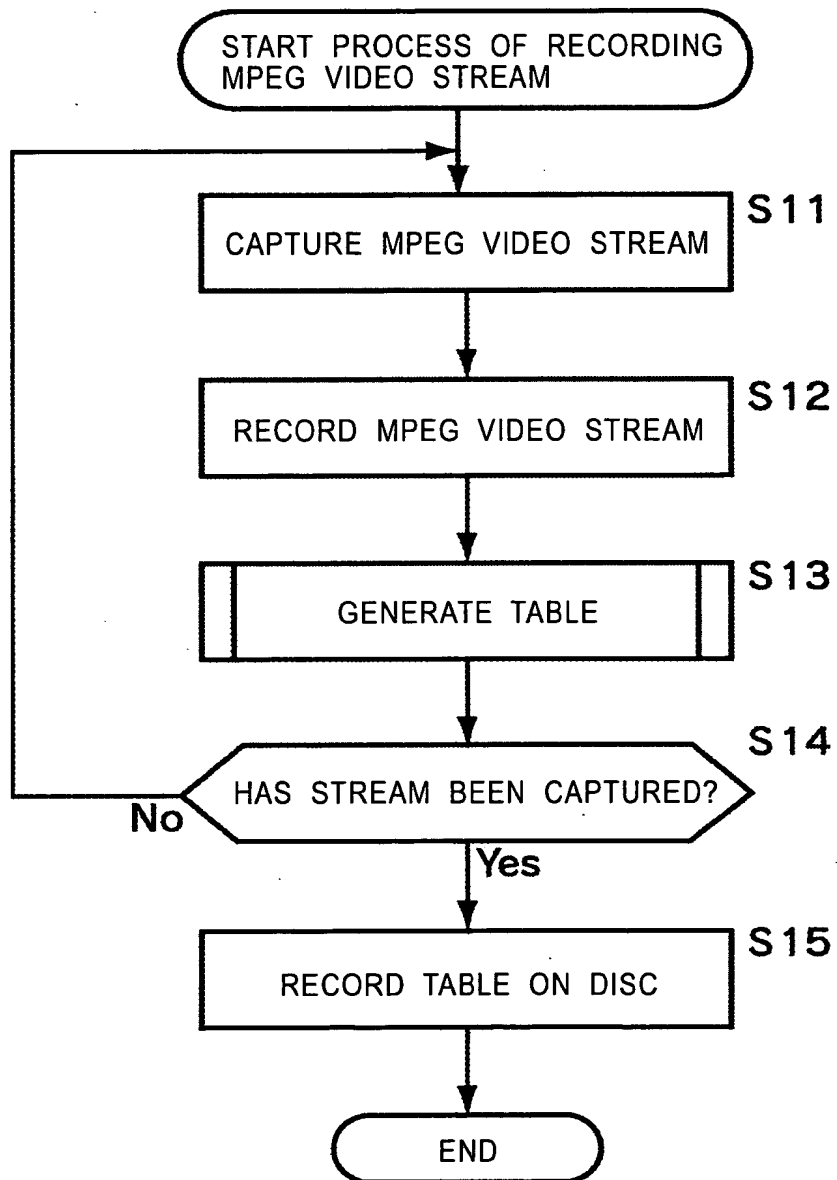 START PROCESS OF RECORDING
MPEG VIDEO STREAM
S11
CAPTURE MPEG VIDEO STREAM
S12
RECORD MPEG VIDEO STREAM
S13
GENERATE TABLE
S14
HAS STREAM BEEN CAPTURED?
No
Yes
S15
RECORD TABLE ON DISC
END